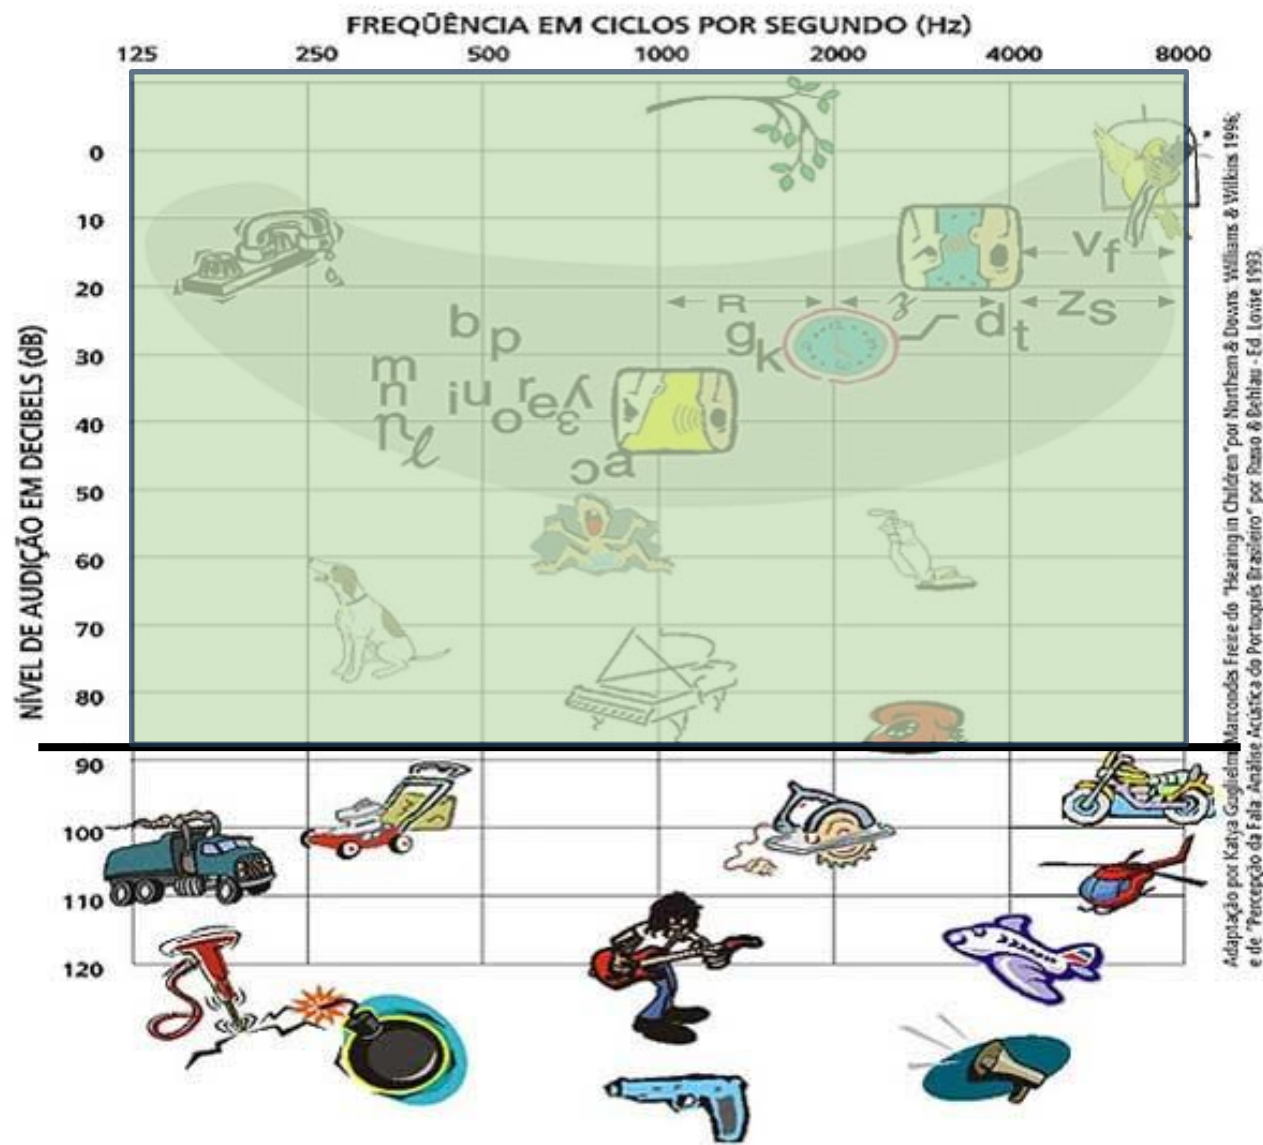 FREQÜÊNCIA EM CICLOS POR SEGUNDO (Hz)
125 250 500 1000 2000 4000 8000
NÍVEL DE AUDIÇÃO EM DECIBELS (dB)
0
10
20
30
40
50
60
70
80
90
100
110
120
v f
R z z s
b p g k d t
m
n i u r e
o ɛ
ɲ l
ɔ a
Adaptação por Katya Guglielmi Marcondes Freire do "Hearing in Children" por Northern & Downs Williams & Wilkins 1996;
e de "Percepção da Fala: Análise Acústica do Português Brasileiro" por Russo & Behlau - Ed. Lovise 1993.